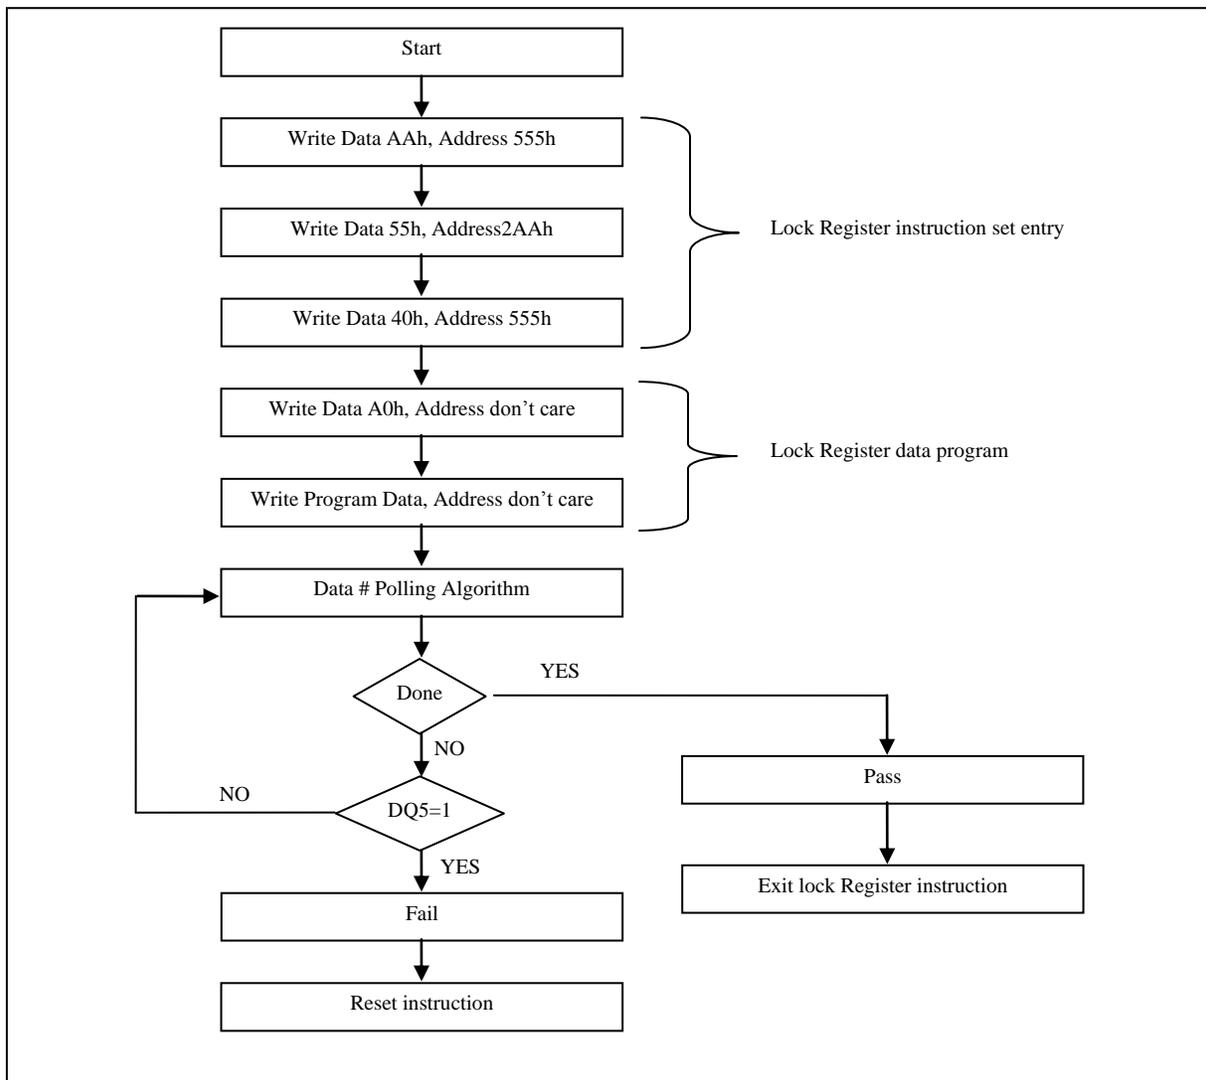 Start
Write Data AAh, Address 555h
Write Data 55h, Address2AAh
Lock Register instruction set entry
Write Data 40h, Address 555h
Write Data A0h, Address don’t care
Lock Register data program
Write Program Data, Address don’t care
Data # Polling Algorithm
YES
Done
NO
Pass
NO
DQ5=1
YES
Exit lock Register instruction
Fail
Reset instruction